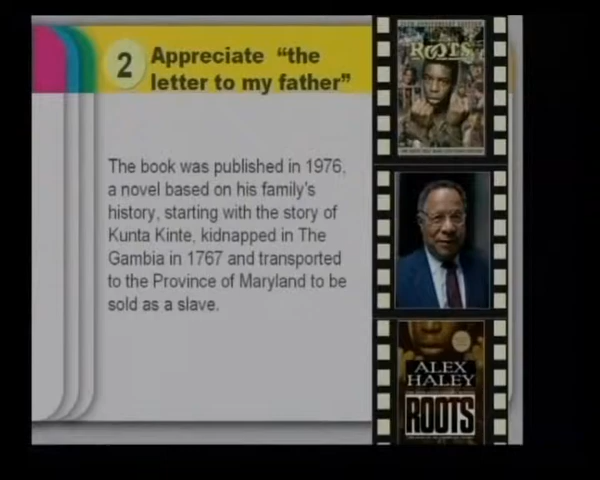 2
Appreciate “the
letter to my father”
The book was published in 1976,
a novel based on his family's
history, starting with the story of
Kunta Kinte, kidnapped in The
Gambia in 1767 and transported
to the Province of Maryland to be
sold as a slave.
ROOTS
ALEX
HALEY
ROOTS